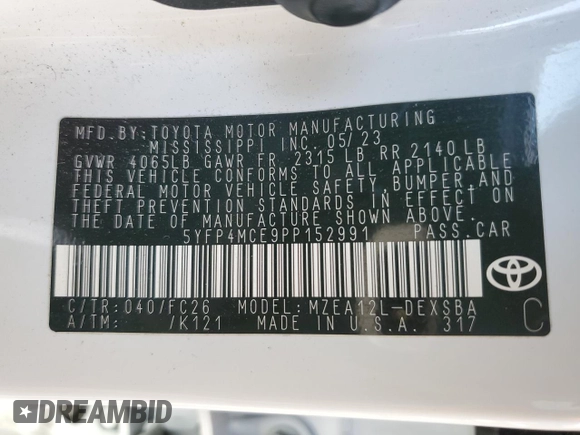 MFD.BY:TOYOTA MOTOR MANUFACTURING
MISSISSIPPI INC. 05/23
GVWR 4065LB GAWR FR. 2315 LB RR 2140 LB
THIS VEHICLE CONFORMS TO ALL APPLICABLE
FEDERAL MOTOR VEHICLE SAFETY,BUMPER,AND
THEFT PREVENTION STANDARDS IN EFFECT ON
THE DATE OF MANUFACTURE SHOWN ABOVE.
5YFP4MCE9PP152991 PASS.CAR
C/TR:040/FC26 MODEL:MZEA12L-DEXSBA
A/TM: /K121 MADE IN U.S.A. 317
C
DREAMBID